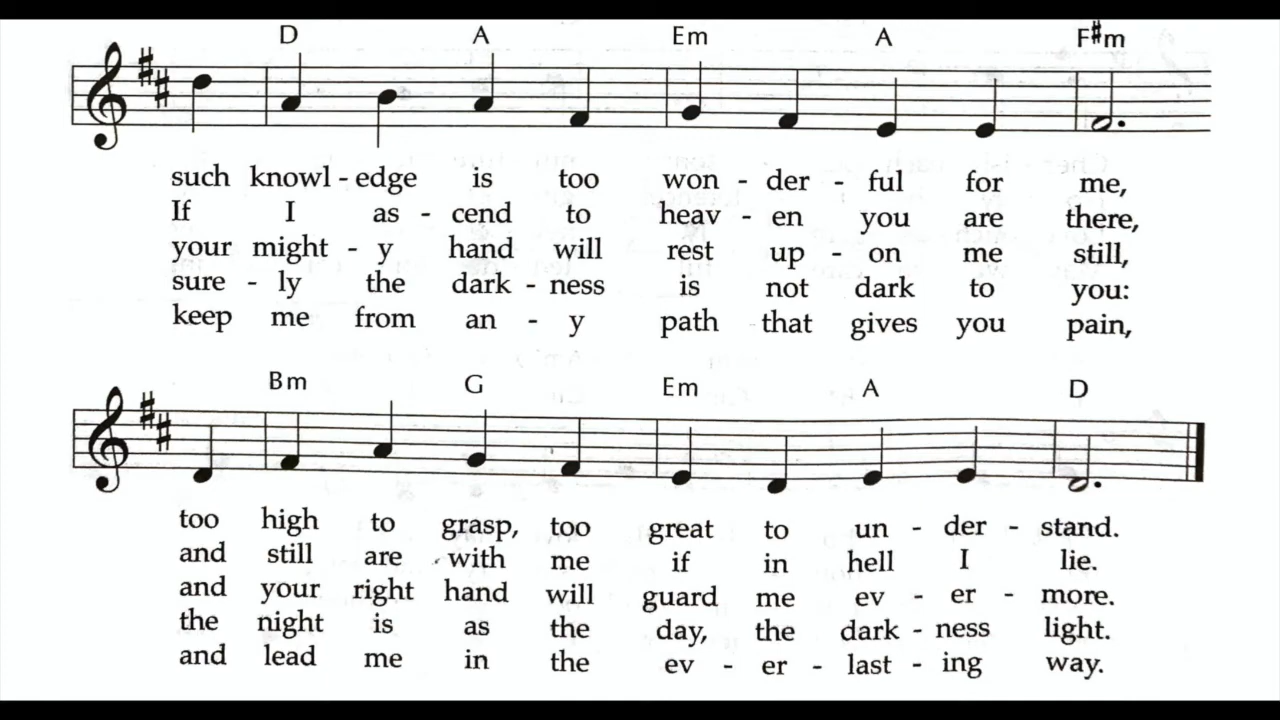 D A Em A F#m
such knowl - edge is too won - der - ful for me,
If I as - cend to heav - en you are there,
your might - y hand will rest up - on me still,
sure - ly the dark - ness is not dark to you:
keep me from an - y path that gives you pain,
Bm G Em A D
too high to grasp, too great to un - der - stand.
and still are with me if in hell I lie.
and your right hand will guard me ev - er - more.
the night is as the day, the dark - ness light.
and lead me in the ev - er - last - ing way.